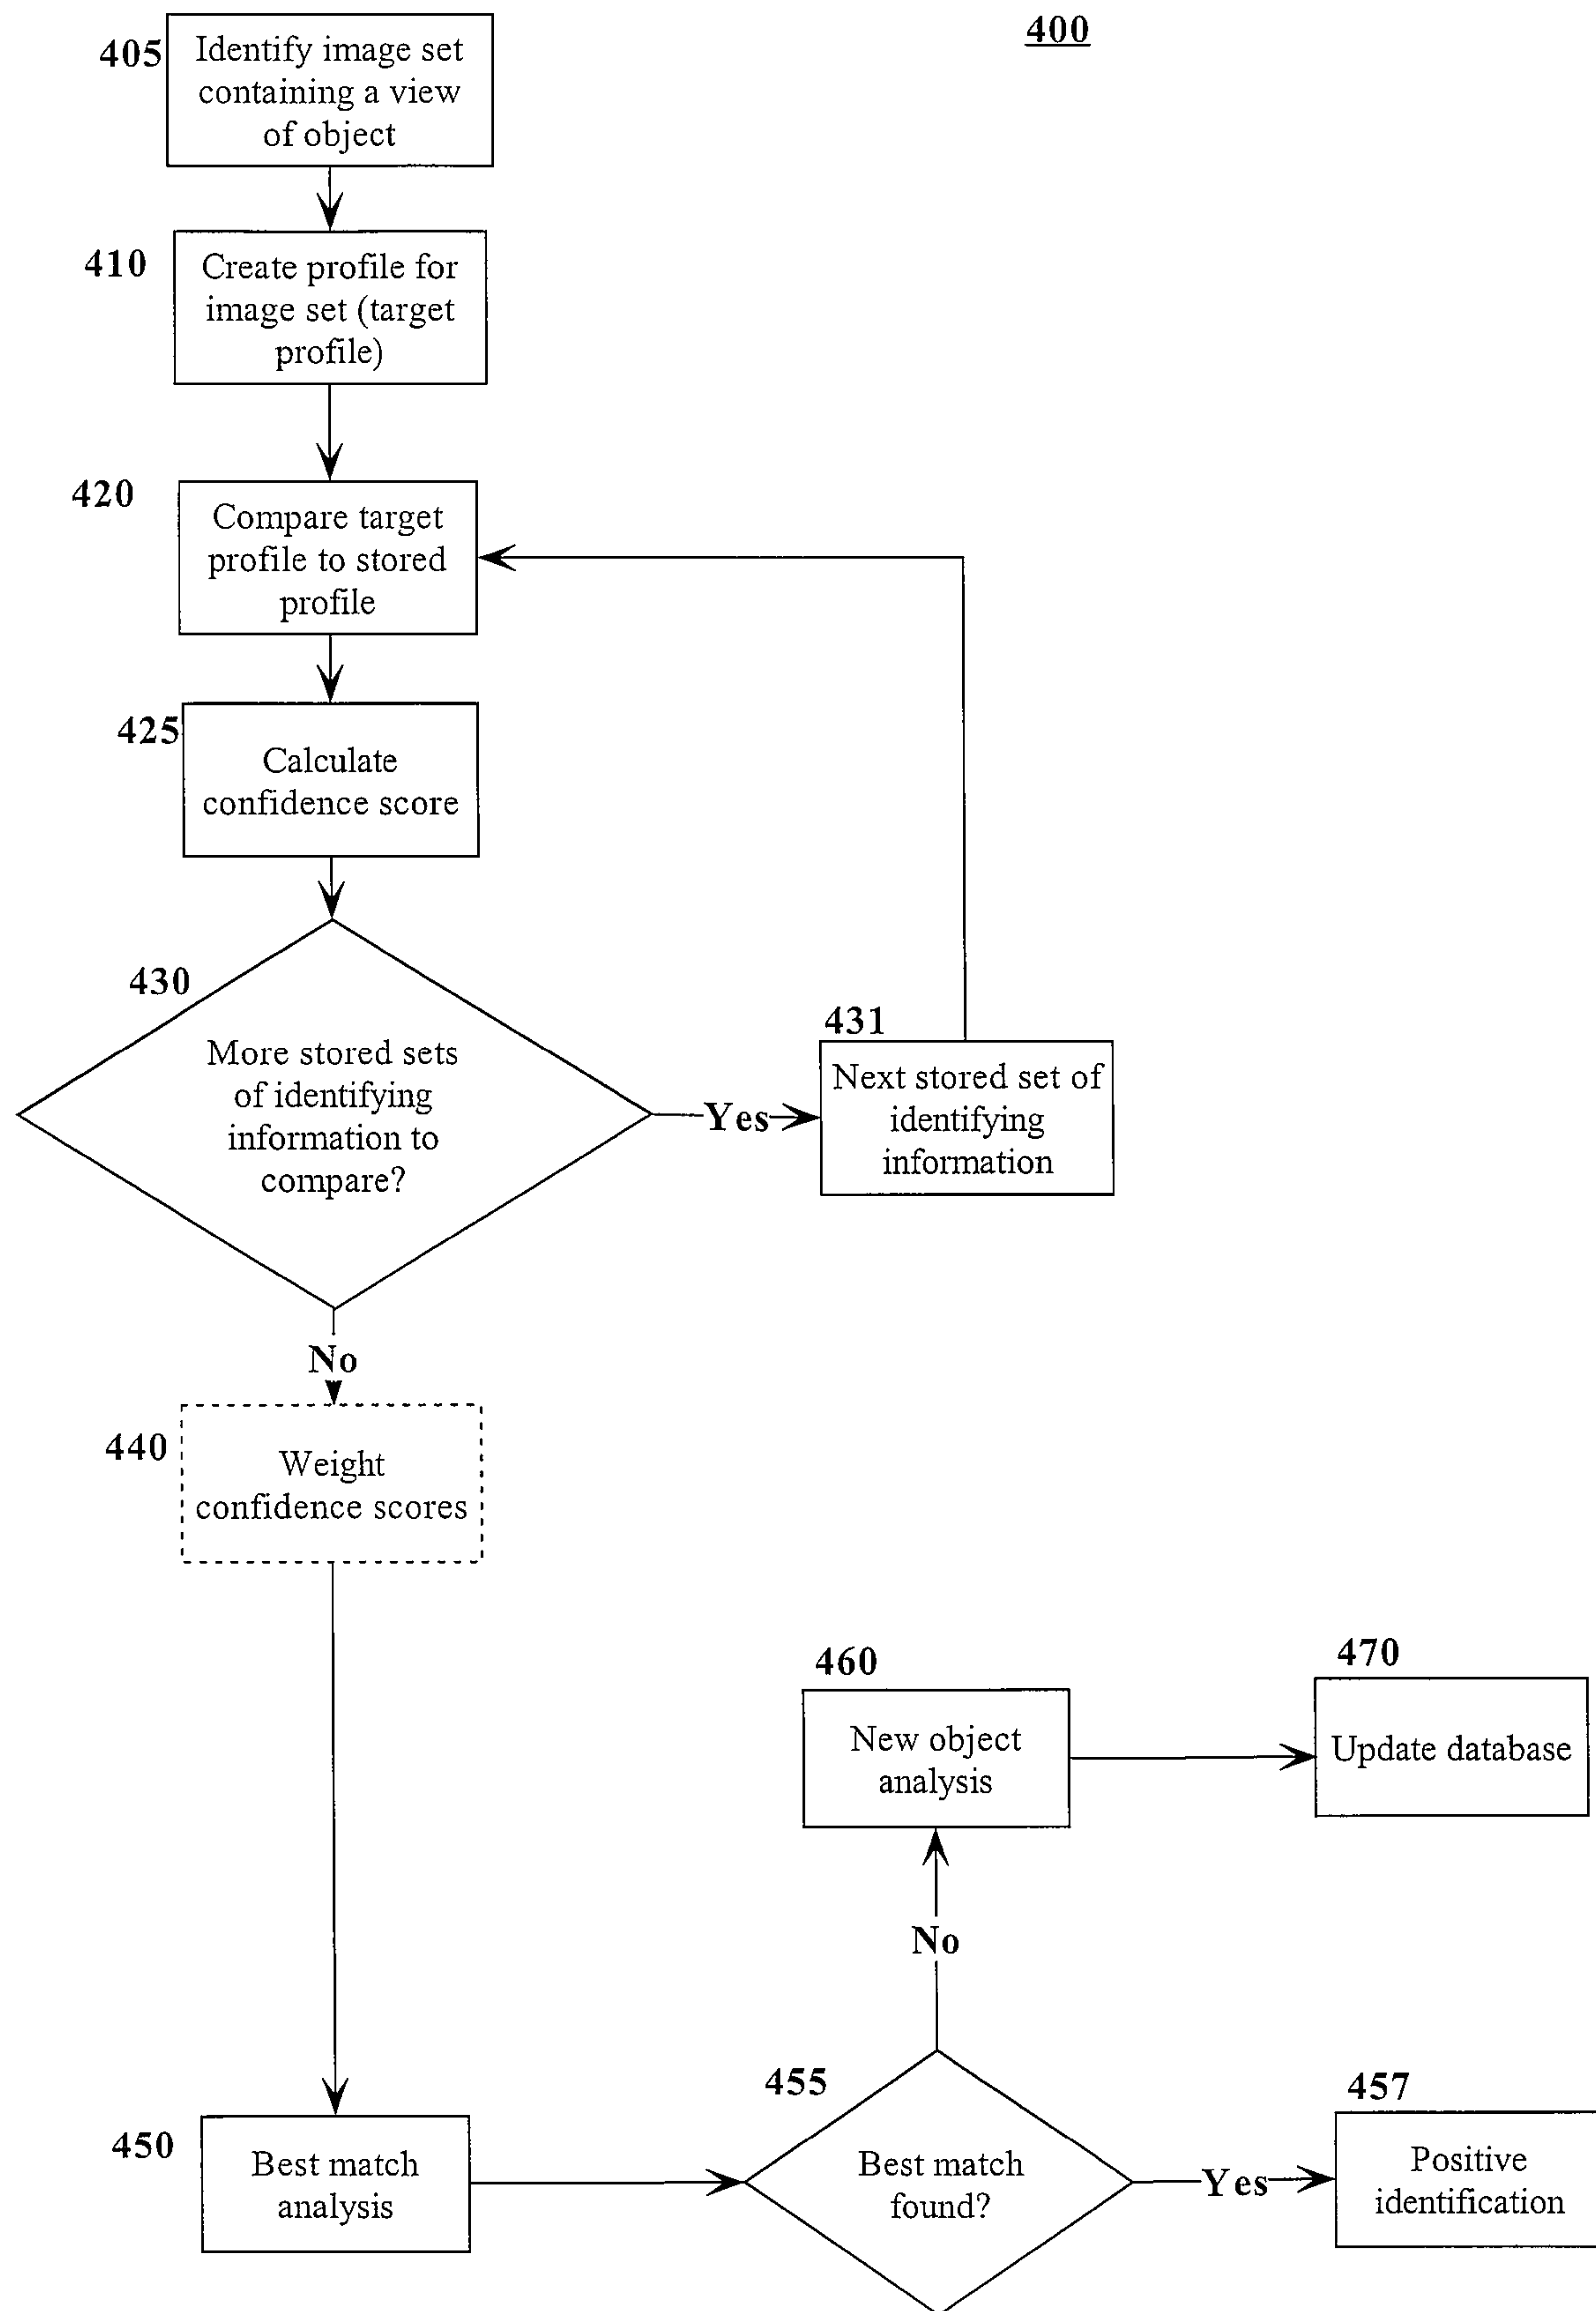 400
405
Identify image set
containing a view
of object
410
Create profile for
image set (target
profile)
420
Compare target
profile to stored
profile
425
Calculate
confidence score
430
More stored sets
of identifying
information to
compare?
Yes
431
Next stored set of
identifying
information
No
440
Weight
confidence scores
460
New object
analysis
470
Update database
No
450
Best match
analysis
455
Best match
found?
Yes
457
Positive
identification